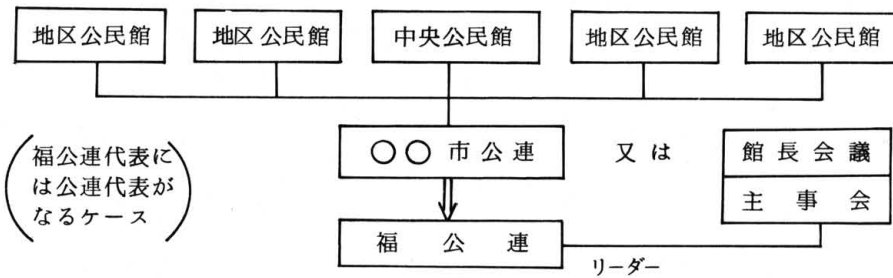 地区公民館 地区公民館 中央公民館 地区公民館 地区公民館
○○市公連 又は 館長会議
主事会
福公連代表に
は公連代表が
なるケース
福公連
リーダー